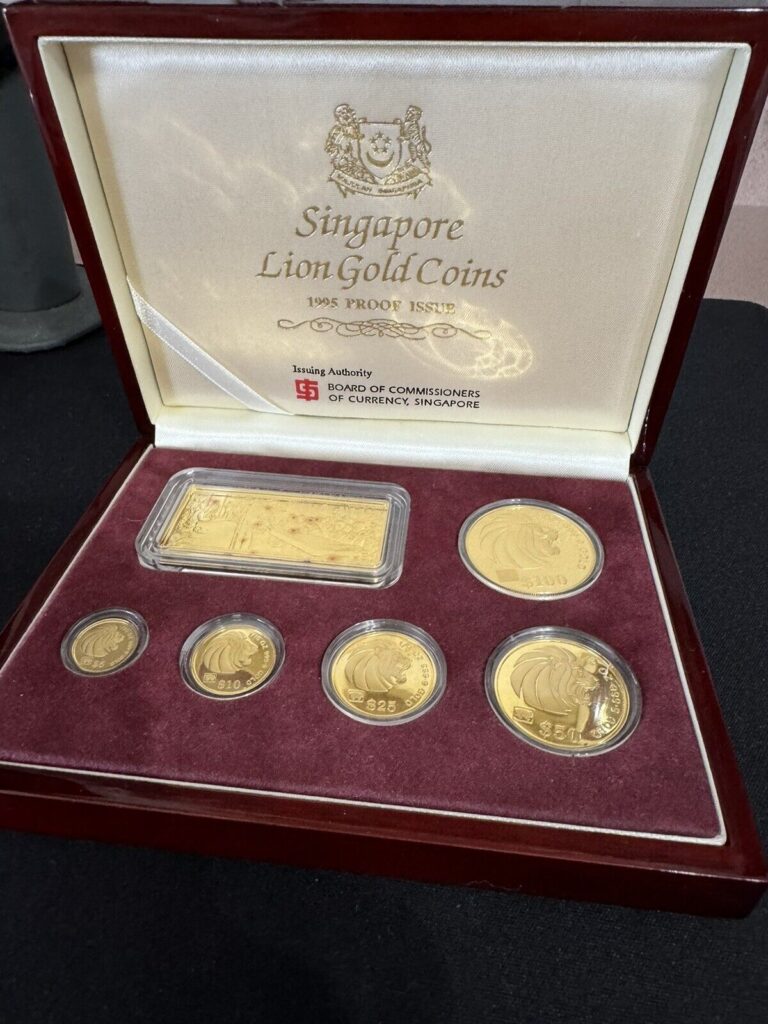 MAJULAH SINGAPURA
Singapore
Lion Gold Coins
1995 PROOF ISSUE
Issuing Authority
BOARD OF COMMISSIONERS
OF CURRENCY, SINGAPORE
$100
$5
$10
$25
$50